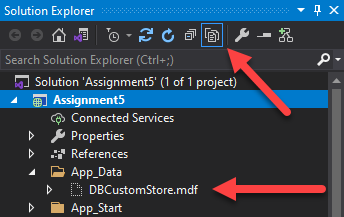 Solution Explorer
Search Solution Explorer (Ctrl+;)
Solution 'Assignment5' (1 of 1 project)
Assignment5
Connected Services
Properties
References
App_Data
DBCustomStore.mdf
App_Start